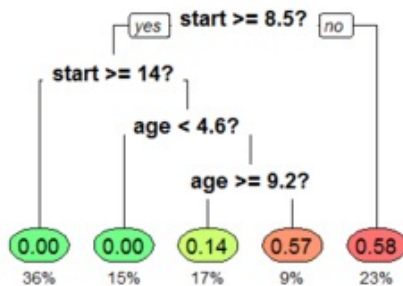 yes start >= 8.5? no
start >= 14?
age < 4.6?
age >= 9.2?
0.00 0.00 0.14 0.57 0.58
36% 15% 17% 9% 23%